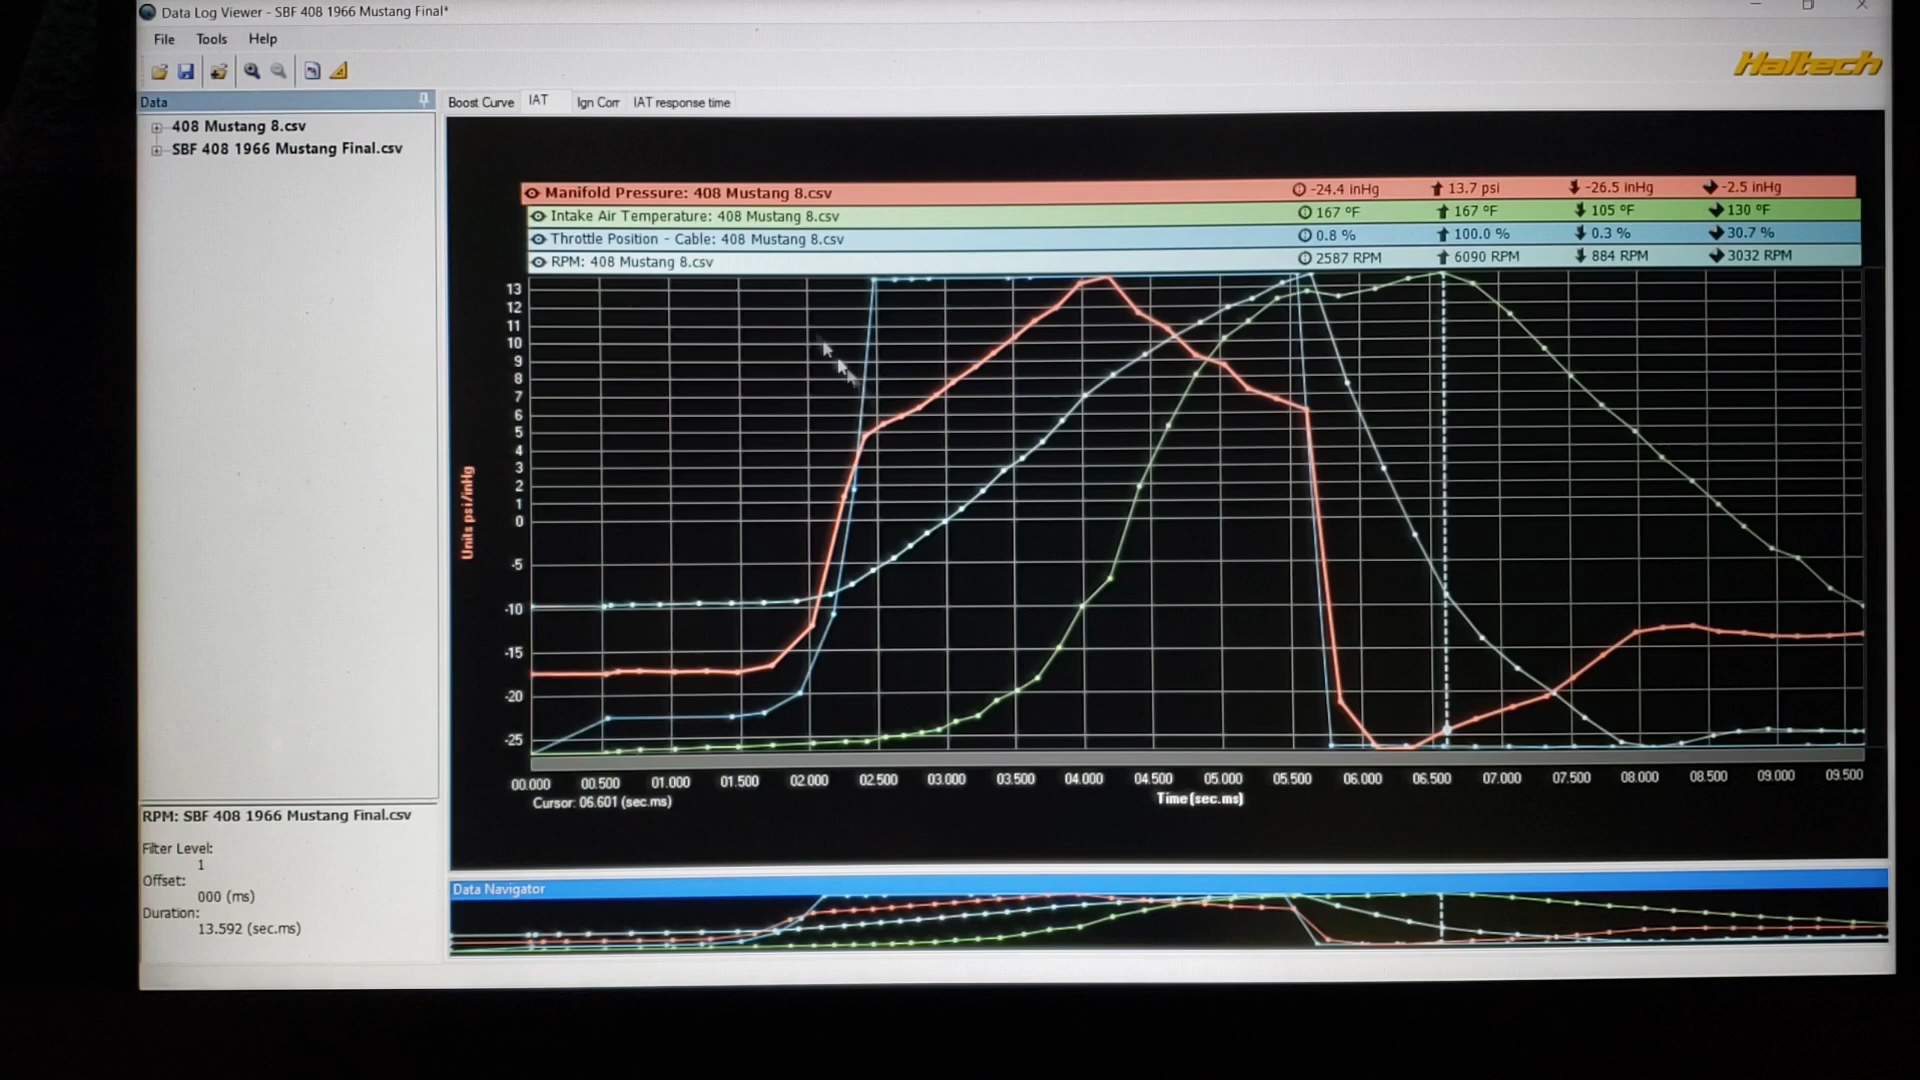 Data Log Viewer - SBF 408 1966 Mustang Final*
File Tools Help
Haltech
Data
Boost Curve IAT Ign Corr IAT response time
408 Mustang 8.csv
SBF 408 1966 Mustang Final.csv
Manifold Pressure: 408 Mustang 8.csv -24.4 inHg 13.7 psi -26.5 inHg -2.5 inHg
Intake Air Temperature: 408 Mustang 8.csv 167 °F 167 °F 105 °F 130 °F
Throttle Position - Cable: 408 Mustang 8.csv 0.8 % 100.0 % 0.3 % 30.7 %
RPM: 408 Mustang 8.csv 2587 RPM 6090 RPM 884 RPM 3032 RPM
13
12
11
10
9
8
7
6
5
4
3
2
1
0
-5
-10
-15
-20
-25
Units psi/inHg
00.000 00.500 01.000 01.500 02.000 02.500 03.000 03.500 04.000 04.500 05.000 05.500 06.000 06.500 07.000 07.500 08.000 08.500 09.000 09.500
Cursor: 06.601 (sec.ms)
Time(sec.ms)
RPM: SBF 408 1966 Mustang Final.csv
Filter Level:
1
Offset:
000 (ms)
Duration:
13.592 (sec.ms)
Data Navigator